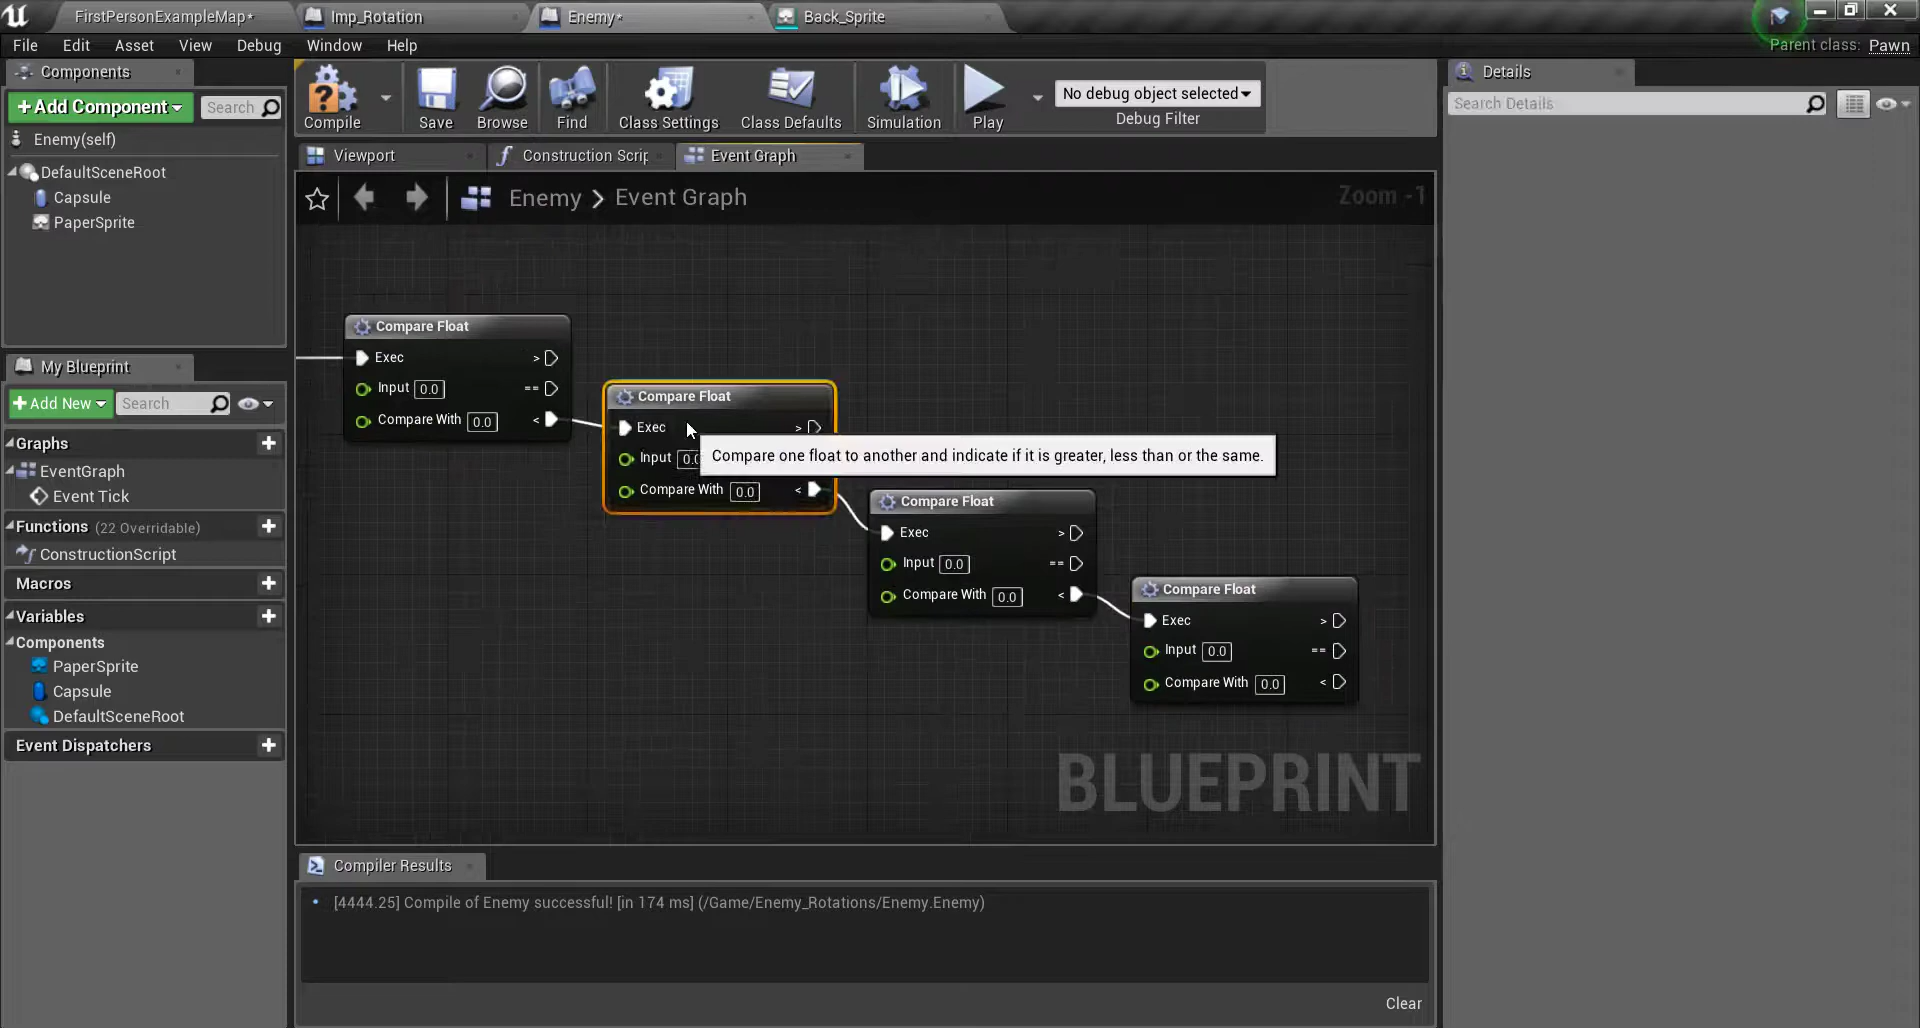 FirstPersonExampleMap*
Imp_Rotation
Enemy*
Back_Sprite
File Edit Asset View Debug Window Help
Parent class: Pawn
Components
+Add Component
Search
Enemy(self)
DefaultSceneRoot
Capsule
PaperSprite
Compile
Save
Browse
Find
Class Settings
Class Defaults
Simulation
Play
No debug object selected
Debug Filter
Details
Search Details
Viewport
Construction Scrip
Event Graph
Enemy > Event Graph
Zoom -1
My Blueprint
+Add New
Search
Graphs
EventGraph
Event Tick
Functions (22 Overridable)
ConstructionScript
Macros
Variables
Components
PaperSprite
Capsule
DefaultSceneRoot
Event Dispatchers
Compare Float
Exec >
Input 0.0 ==
Compare With 0.0 <
Compare Float
Exec >
Input 0.0
Compare With 0.0 <
Compare one float to another and indicate if it is greater, less than or the same.
Compare Float
Exec >
Input 0.0 ==
Compare With 0.0 <
Compare Float
Exec >
Input 0.0 ==
Compare With 0.0 <
BLUEPRINT
Compiler Results
[4444.25] Compile of Enemy successful! [in 174 ms] (/Game/Enemy_Rotations/Enemy.Enemy)
Clear